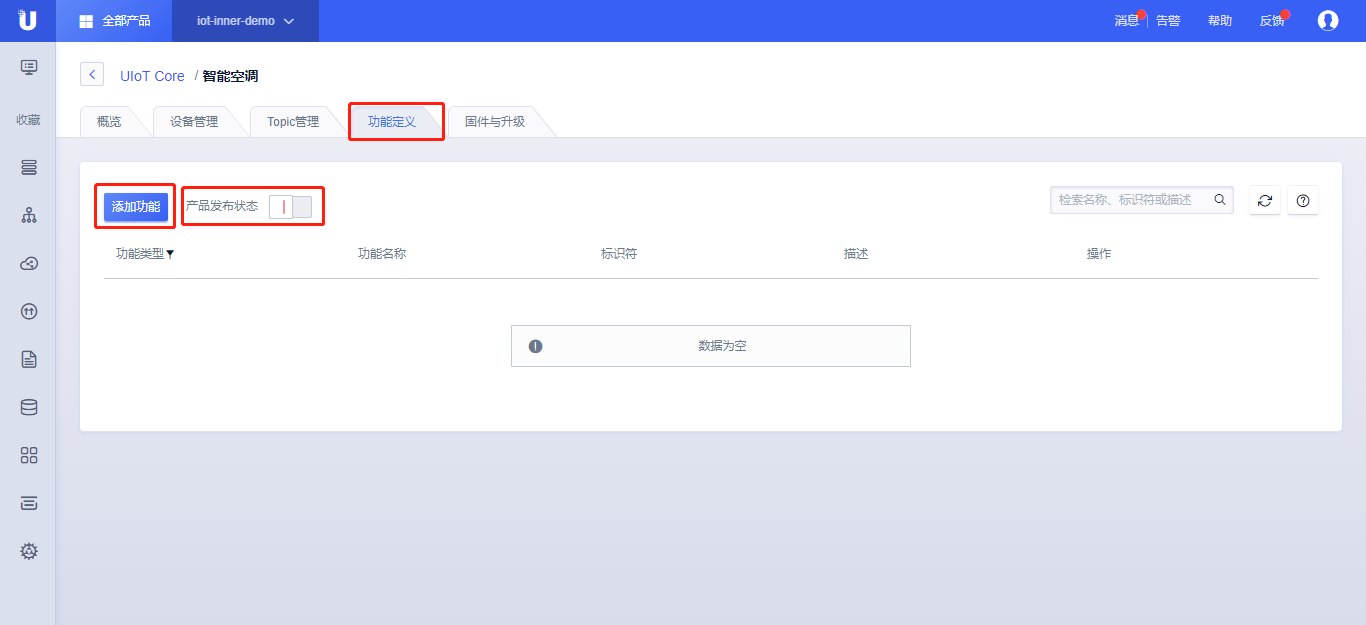 U 全部产品 iot-inner-demo 消息 告警 帮助 反馈
收藏
UIoT Core / 智能空调
概览 设备管理 Topic管理 功能定义 固件与升级
添加功能 产品发布状态 检索名称、标识符或描述
功能类型 功能名称 标识符 描述 操作
数据为空